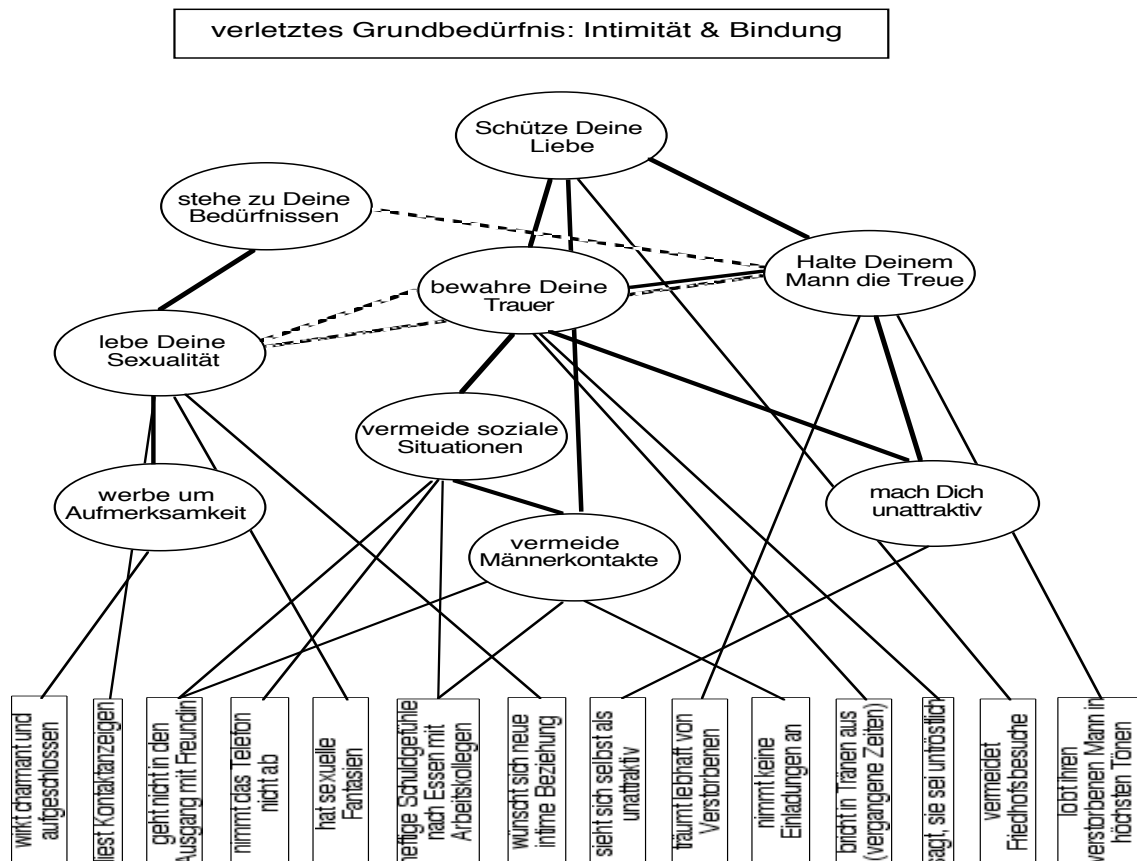 verletztes Grundbedürfnis: Intimität & Bindung
Schütze Deine
Liebe
stehe zu Deine
Bedürfnissen
Halte Deinem
Mann die Treue
bewahre Deine
Trauer
lebe Deine
Sexualität
vermeide soziale
Situationen
werbe um
Aufmerksamkeit
mach Dich
unattraktiv
vermeide
Männerkontakte
wirkt charmant und
aufgeschlossen
liest Kontaktanzeigen
geht nicht in den
Ausgang mit Freundin
nimmt das Telefon
nicht ab
hat sexuelle
Fantasien
heftige Schuldgefühle
nach Essen mit
Arbeitskollegen
wünscht sich neue
intime Beziehung
sieht sich selbst als
unattraktiv
träumt lebhaft von
Verstorbenen
nimmt keine
Einladungen an
bricht in Tränen aus
(vergangene Zeiten)
sagt, sie sei untröstlich
vermeidet
Friedhofsbesuche
lobt ihren
verstorbenen Mann in
höchsten Tönen